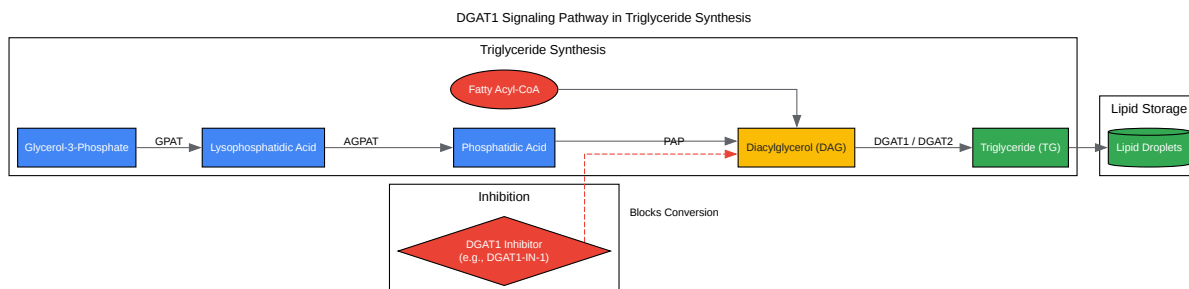 DGAT1 Signaling Pathway in Triglyceride Synthesis
Triglyceride Synthesis
Fatty Acyl-CoA
Lipid Storage
Glycerol-3-Phosphate
GPAT
Lysophosphatidic Acid
AGPAT
Phosphatidic Acid
PAP
Diacylglycerol (DAG)
DGAT1 / DGAT2
Triglyceride (TG)
Lipid Droplets
Inhibition
Blocks Conversion
DGAT1 Inhibitor
(e.g., DGAT1-IN-1)